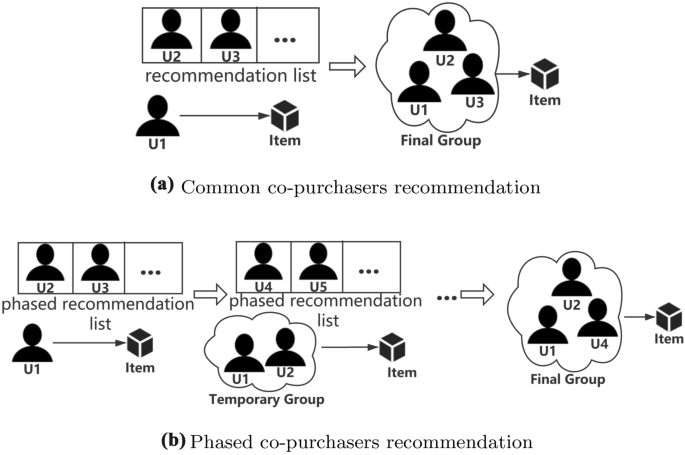 U2 U3 ...
recommendation list
U1 Item
U2
U1 U3 Item
Final Group
(a) Common co-purchasers recommendation
U2 U3 ...
phased recommendation
list
U1 Item
U4 U5 ...
phased recommendation
list
U1 U2 Item
Temporary Group
...
U2
U1 U4 Item
Final Group
(b) Phased co-purchasers recommendation